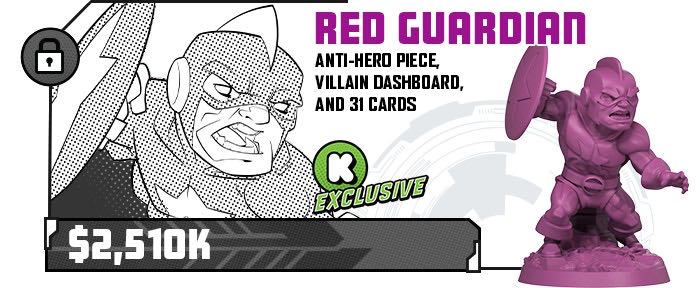 RED GUARDIAN
ANTI-HERO PIECE,
VILLAIN DASHBOARD,
AND 31 CARDS
K
EXCLUSIVE
$2,510K